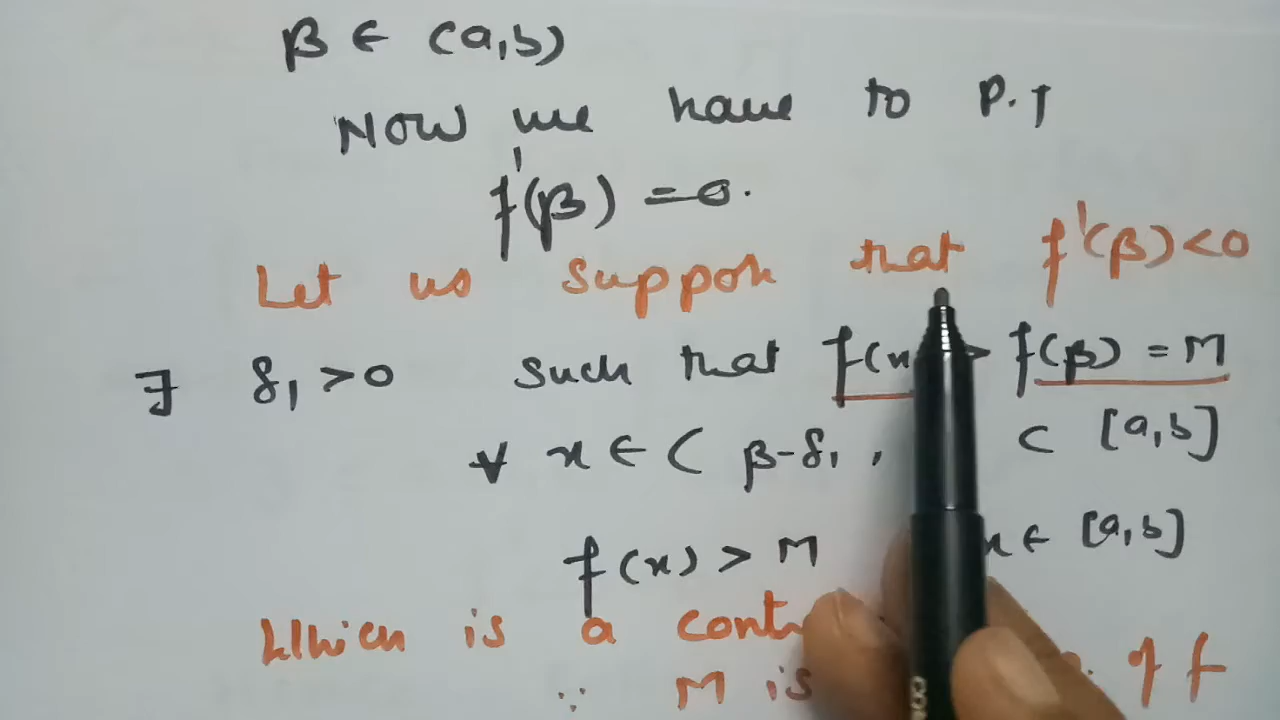 β ∈ (a,b)
Now we have to P.T
f'(β) = 0.
Let us suppose that f'(β) < 0
∃ δ₁ > 0 such that f(x > f(β) = M
∀ x ∈ ( β-δ₁ , ⊂ [a,b]
f(x) > M x ∈ [a,b]
Which is a cont
∵ M is of f